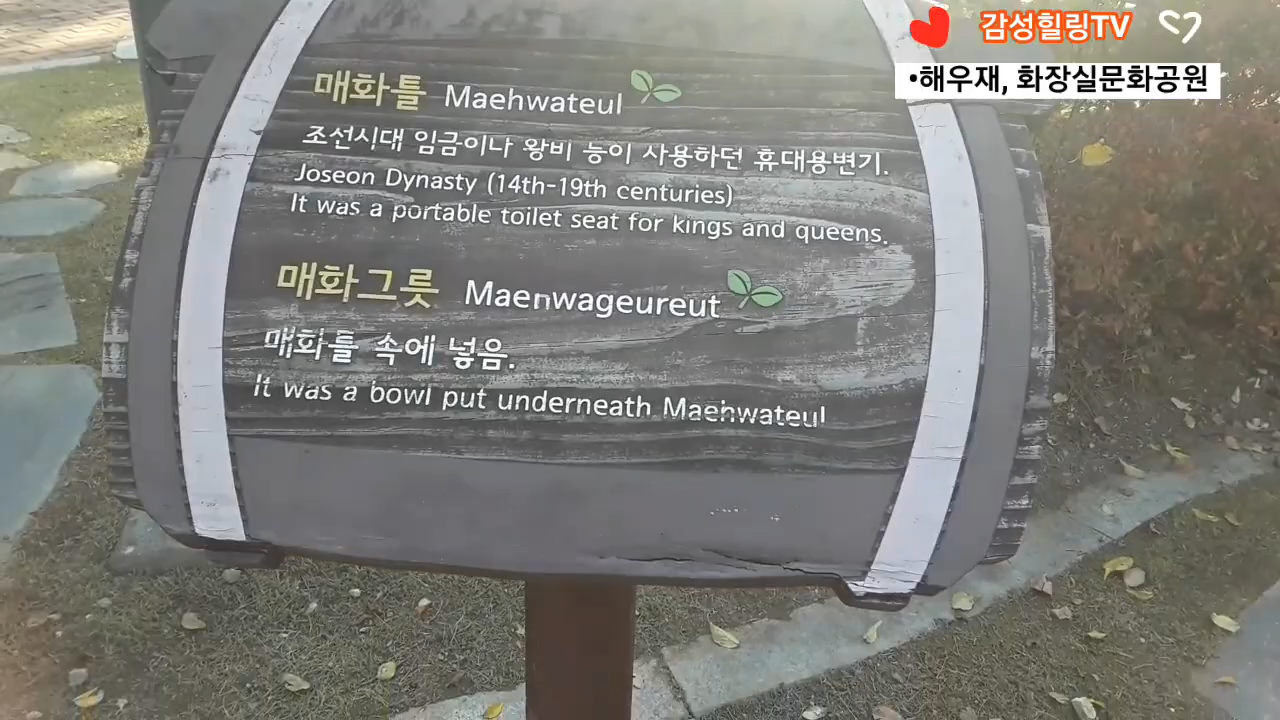 감성힐링TV
•해우재, 화장실문화공원
매화틀 Maehwateul
조선시대 임금이나 왕비 등이 사용하던 휴대용변기.
Joseon Dynasty (14th-19th centuries)
It was a portable toilet seat for kings and queens.
매화그릇 Maenwageureut
매화틀 속에 넣음.
It was a bowl put underneath Maehwateul